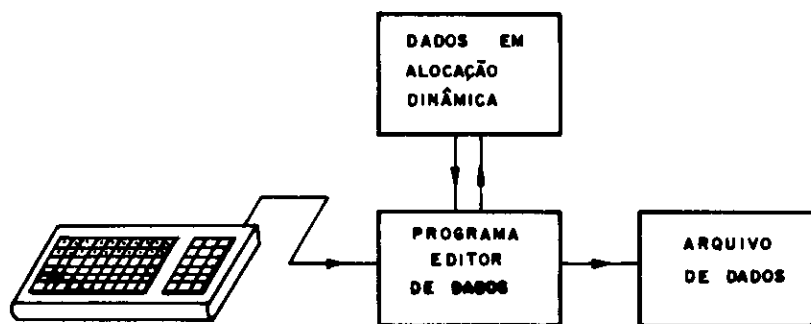 DADOS EM
ALOCAÇÃO
DINÂMICA
PROGRAMA
EDITOR
DE DADOS
ARQUIVO
DE DADOS